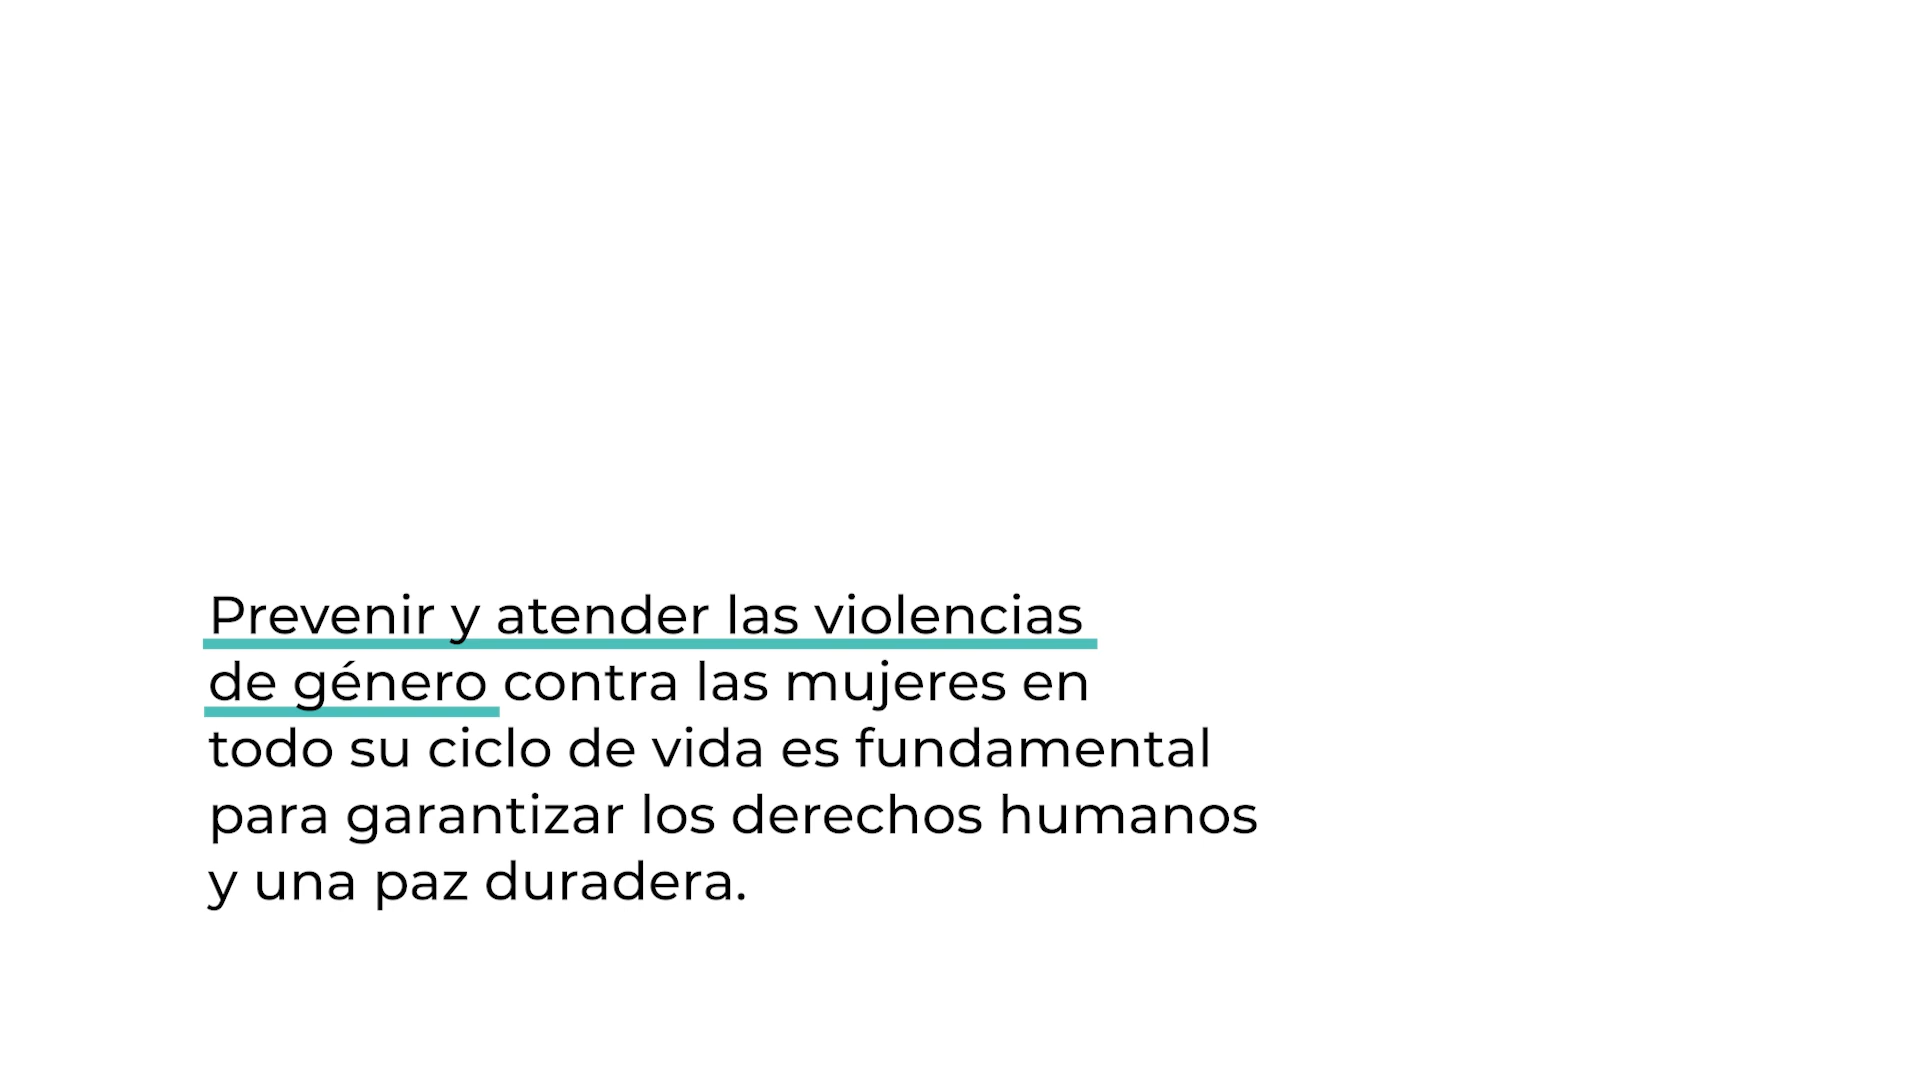 Prevenir y atender las violencias
de género contra las mujeres en
todo su ciclo de vida es fundamental
para garantizar los derechos humanos
y una paz duradera.